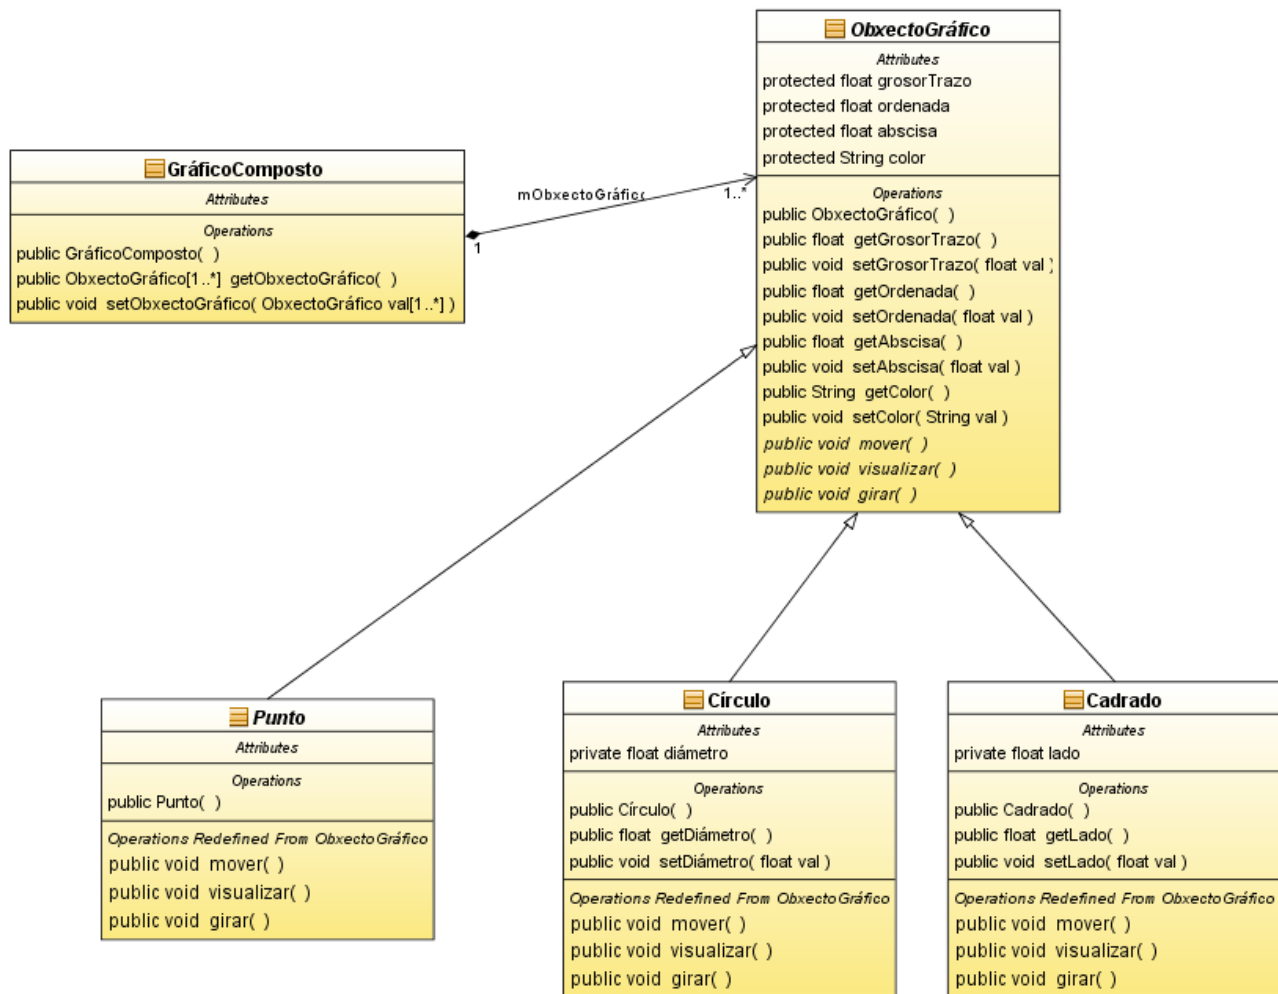 ObxectoGráfico
Attributes
protected float grosorTrazo
protected float ordenada
protected float abscisa
protected String color
Operations
public ObxectoGráfico( )
public float getGrosorTrazo( )
public void setGrosorTrazo( float val )
public float getOrdenada( )
public void setOrdenada( float val )
public float getAbscisa( )
public void setAbscisa( float val )
public String getColor( )
public void setColor( String val )
public void mover( )
public void visualizar( )
public void girar( )
GráficoComposto
Attributes
Operations
public GráficoComposto( )
public ObxectoGráfico[1..*] getObxectoGráfico( )
public void setObxectoGráfico( ObxectoGráfico val[1..*] )
mObxectoGráfico
1..*
1
Punto
Attributes
Operations
public Punto( )
Operations Redefined From ObxectoGráfico
public void mover( )
public void visualizar( )
public void girar( )
Círculo
Attributes
private float diámetro
Operations
public Círculo( )
public float getDiámetro( )
public void setDiámetro( float val )
Operations Redefined From ObxectoGráfico
public void mover( )
public void visualizar( )
public void girar( )
Cadrado
Attributes
private float lado
Operations
public Cadrado( )
public float getLado( )
public void setLado( float val )
Operations Redefined From ObxectoGráfico
public void mover( )
public void visualizar( )
public void girar( )